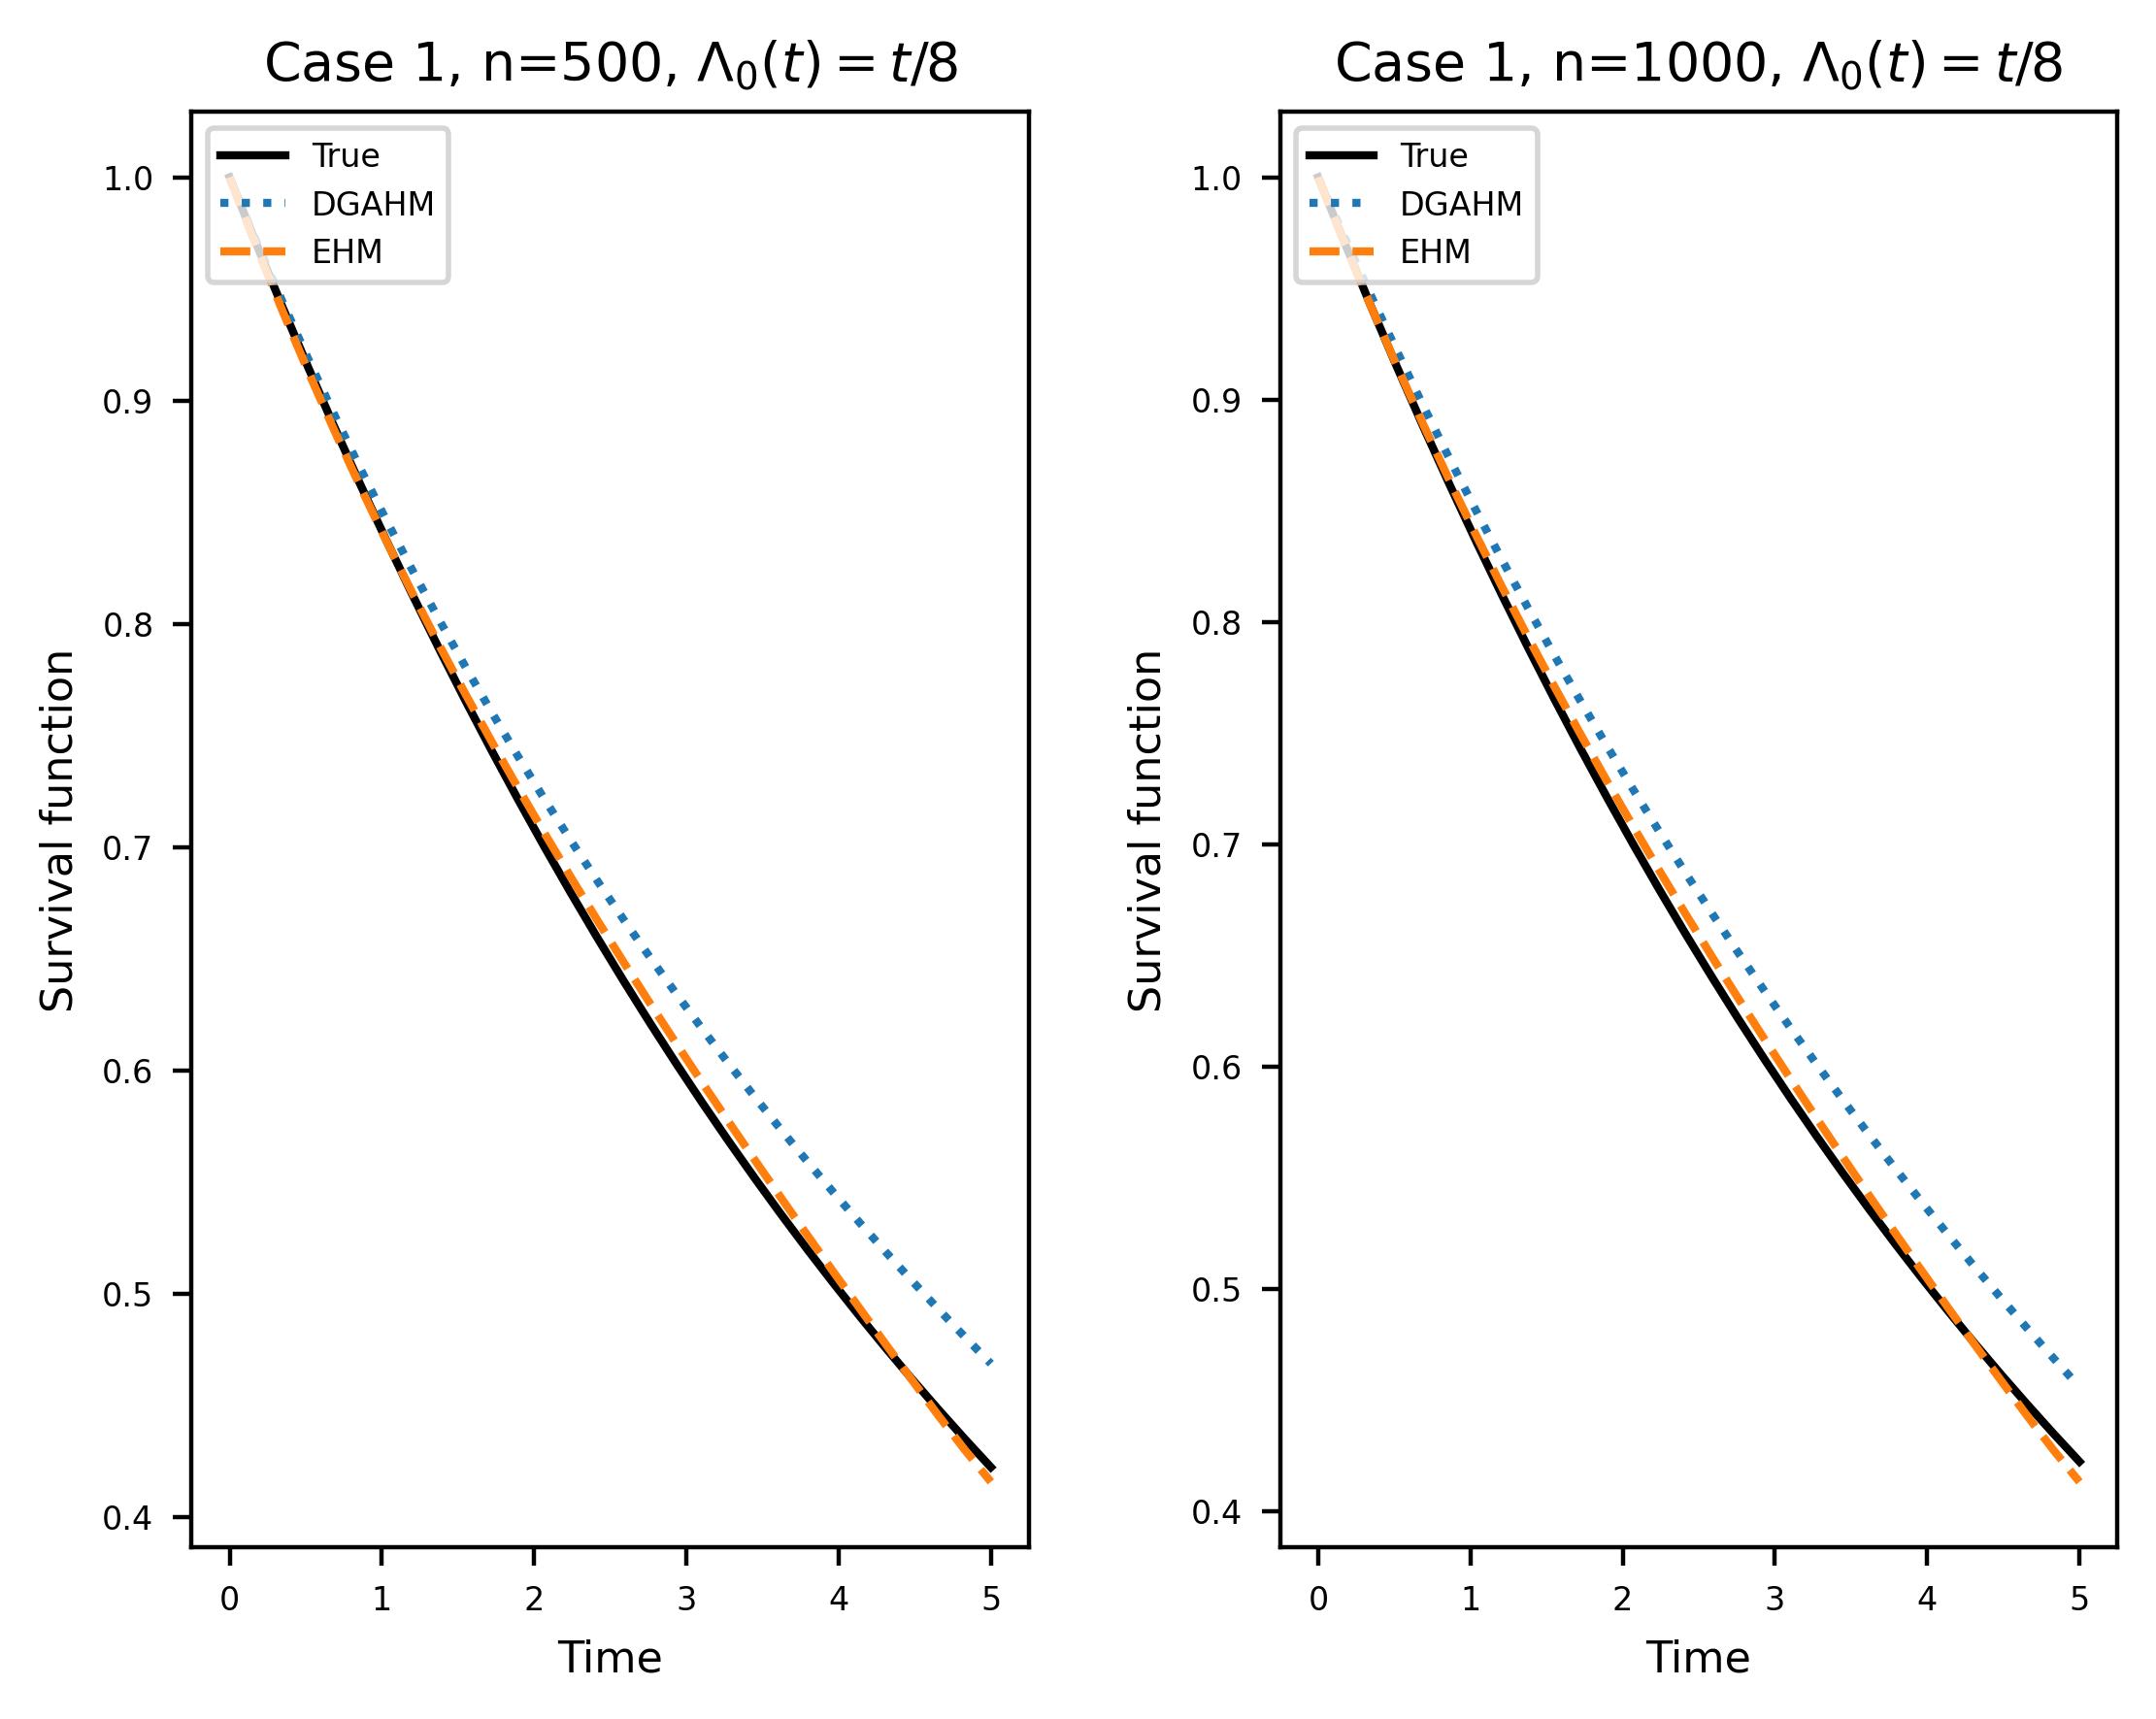 Case 1, n=500, Λ₀(t) = t/8
True
DGAHM
EHM
1.0
0.9
0.8
0.7
0.6
0.5
0.4
Survival function
0 1 2 3 4 5
Time
Case 1, n=1000, Λ₀(t) = t/8
True
DGAHM
EHM
1.0
0.9
0.8
0.7
0.6
0.5
0.4
Survival function
0 1 2 3 4 5
Time